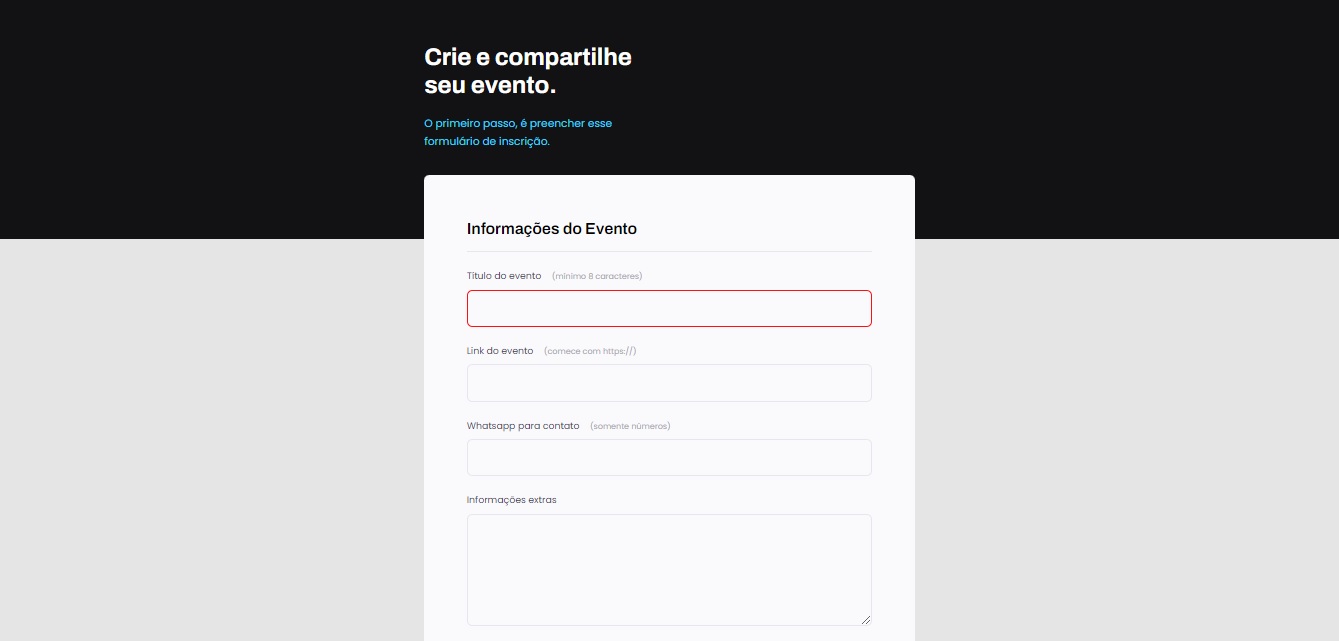 Crie e compartilhe
seu evento.
O primeiro passo, é preencher esse
formulário de inscrição.
Informações do Evento
Título do evento (mínimo 8 caracteres)
Link do evento (comece com https://)
Whatsapp para contato (somente números)
Informações extras